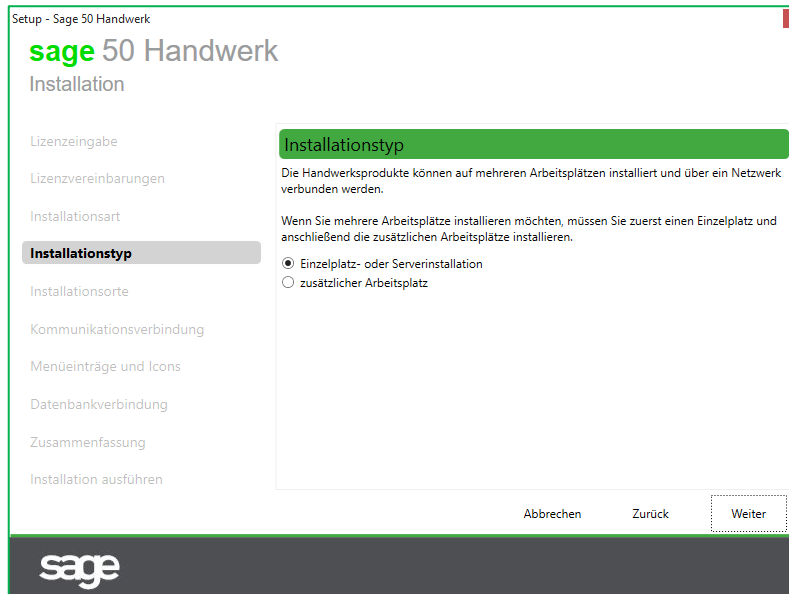 Setup - Sage 50 Handwerk
sage 50 Handwerk
Installation
Lizenzeingabe
Lizenzvereinbarungen
Installationsart
Installationstyp
Installationsorte
Kommunikationsverbindung
Menüeinträge und Icons
Datenbankverbindung
Zusammenfassung
Installation ausführen
Installationstyp
Die Handwerksprodukte können auf mehreren Arbeitsplätzen installiert und über ein Netzwerk
verbunden werden.
Wenn Sie mehrere Arbeitsplätze installieren möchten, müssen Sie zuerst einen Einzelplatz und
anschließend die zusätzlichen Arbeitsplätze installieren.
Einzelplatz- oder Serverinstallation
zusätzlicher Arbeitsplatz
Abbrechen Zurück Weiter
sage